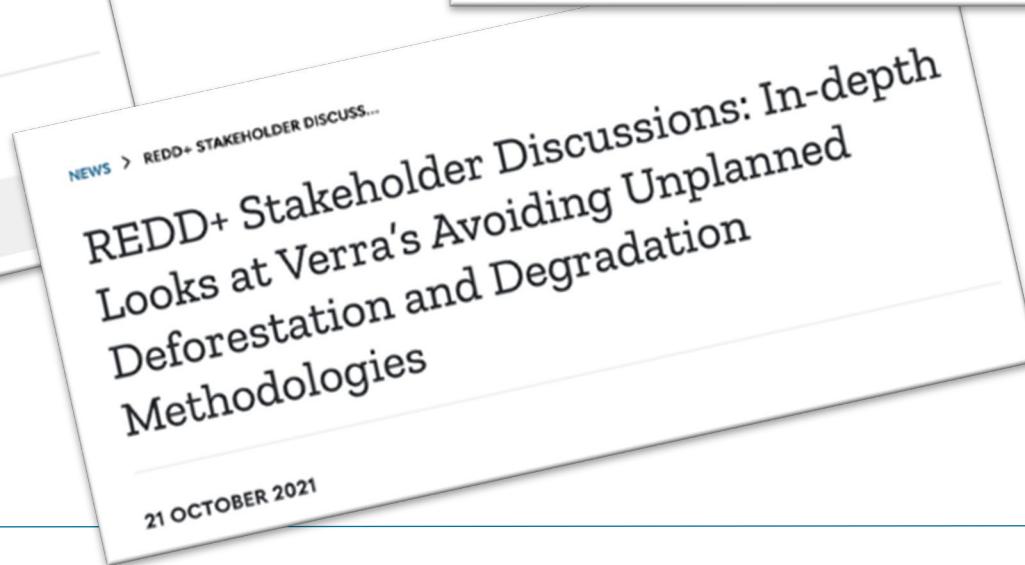 NEWS > REDD+ STAKEHOLDER DISCUSS...
REDD+ Stakeholder Discussions: In-depth
Looks at Verra's Avoiding Unplanned
Deforestation and Degradation
Methodologies
21 OCTOBER 2021